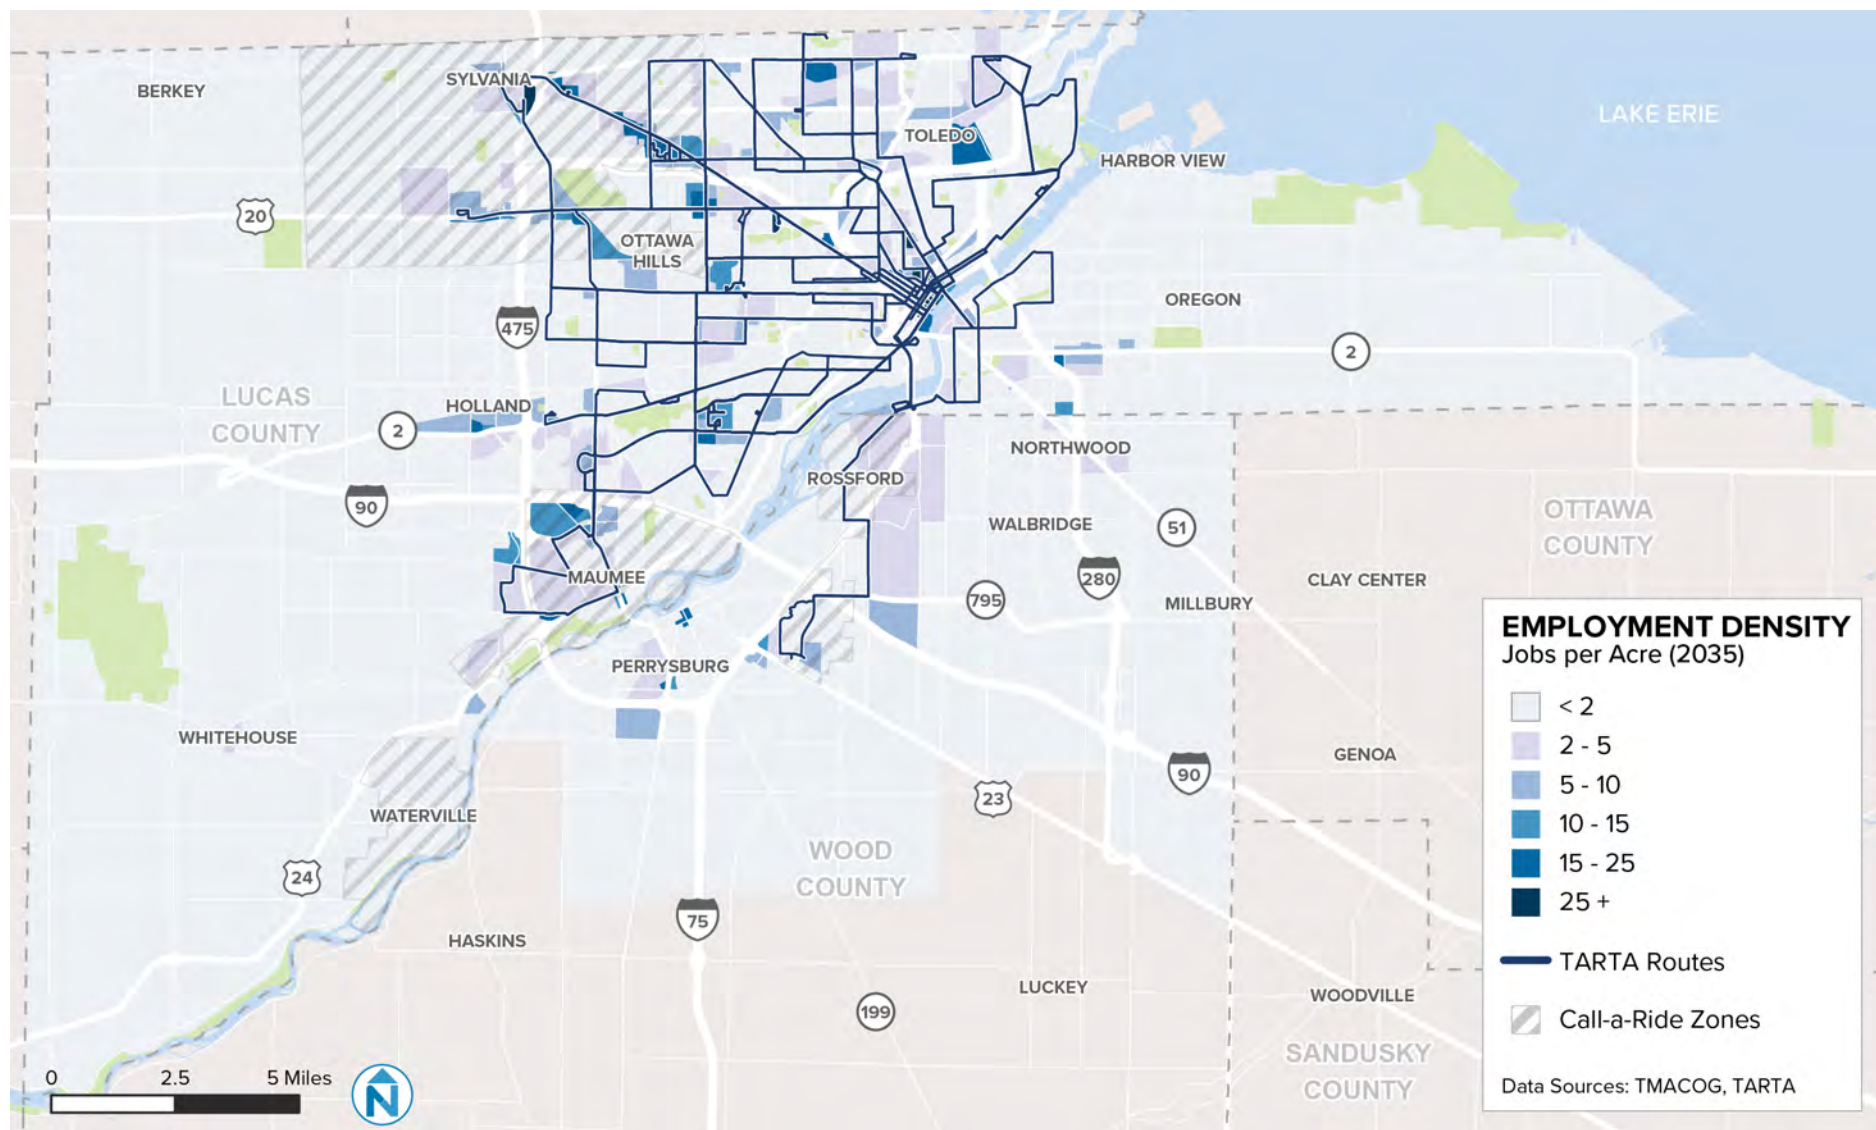 BERKEY
SYLVANIA
TOLEDO
LAKE ERIE
HARBOR VIEW
20
OTTAWA
HILLS
OREGON
475
2
LUCAS
COUNTY
HOLLAND
2
NORTHWOOD
ROSSFORD
90
WALBRIDGE
51
OTTAWA
COUNTY
MAUMEE
280
CLAY CENTER
795
MILLBURY
PERRYSBURG
WHITEHOUSE
GENOA
90
23
WATERVILLE
WOOD
COUNTY
24
75
HASKINS
LUCKEY
WOODVILLE
199
SANDUSKY
COUNTY
0 2.5 5 Miles
N
EMPLOYMENT DENSITY
Jobs per Acre (2035)
< 2
2 - 5
5 - 10
10 - 15
15 - 25
25 +
TARTA Routes
Call-a-Ride Zones
Data Sources: TMACOG, TARTA